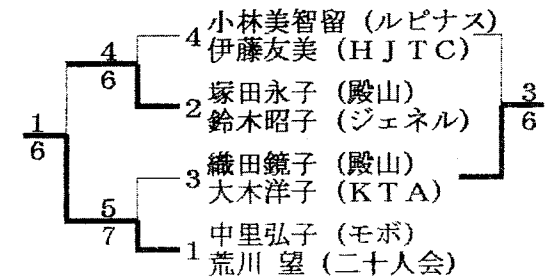 4 小林美智留 (ルピナス)
伊藤友美 (HJTC)
4
6
2 塚田永子 (殿山)
鈴木昭子 (ジェネル)
3
6
1
6
3 織田鏡子 (殿山)
大木洋子 (KTA)
5
7
1 中里弘子 (モボ)
荒川 望 (二十人会)